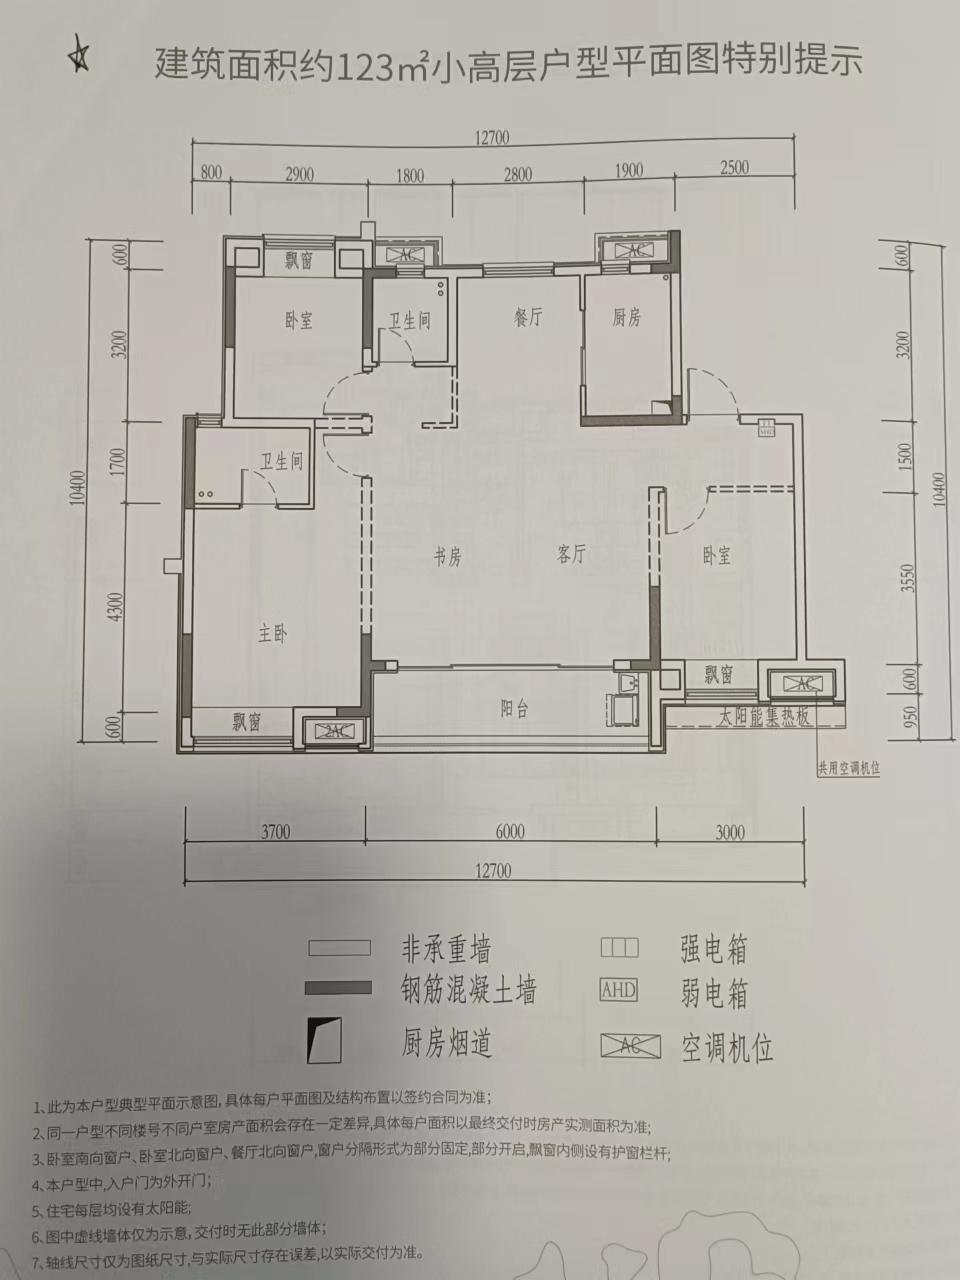 建筑面积约123㎡小高层户型平面图特别提示
12700
800 2900 1800 2800 1900 2500
600 飘窗 AC AC 600
3200 卧室 卫生间 餐厅 厨房 3200
AHD
10400 1700 卫生间 1500 10400
书房 客厅 卧室 3550
4300 主卧
飘窗 AC 600
600 飘窗 2AC 阳台 太阳能集热板 950
共用空调机位
3700 6000 3000
12700
非承重墙 强电箱
钢筋混凝土墙 AHD 弱电箱
厨房烟道 AC 空调机位
1、此为本户型典型平面示意图,具体每户平面图及结构布置以签约合同为准;
2、同一户型不同楼号不同户室房产面积会存在一定差异,具体每户面积以最终交付时房产实测面积为准;
3、卧室南向窗户、卧室北向窗户、餐厅北向窗户,窗户分隔形式为部分固定,部分开启,飘窗内侧设有护窗栏杆;
4、本户型中,入户门为外开门;
5、住宅每层均设有太阳能;
6、图中虚线墙体仅为示意,交付时无此部分墙体;
7、轴线尺寸仅为图纸尺寸,与实际尺寸存在误差,以实际交付为准。